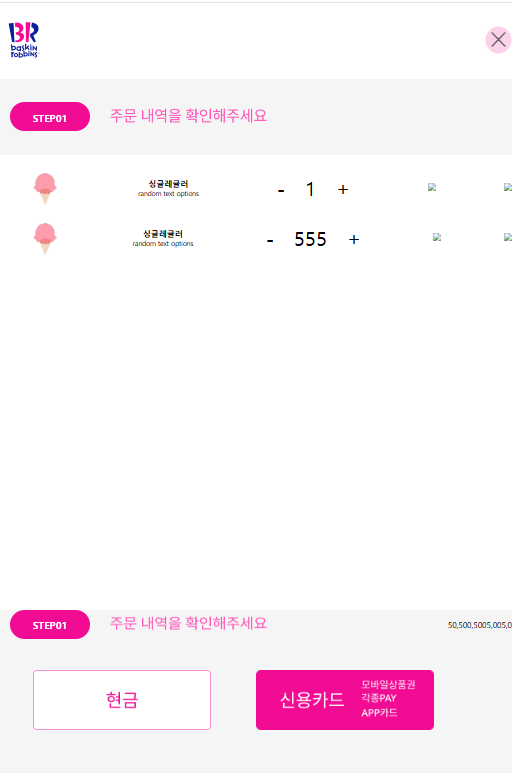 BR
baskin
robbins
STEP01 주문 내역을 확인해주세요
싱글레귤러
random text options
- 1 +
싱글레귤러
random text options
- 555 +
STEP01 주문 내역을 확인해주세요 50,500,5005,005,0
현금
신용카드
모바일상품권
각종PAY
APP카드